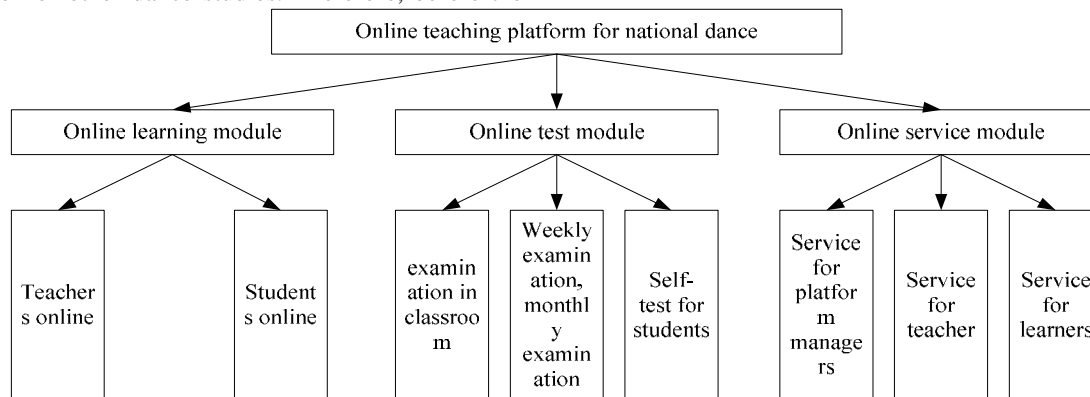 Online teaching platform for national dance
Online learning module
Online test module
Online service module
Teacher
s online
Student
s online
examin
ation in
classroo
m
Weekly
examin
ation,
monthl
y
examin
ation
Self-
test for
students
Service
for
platfor
m
manage
rs
Service
for
teacher
Service
for
learners